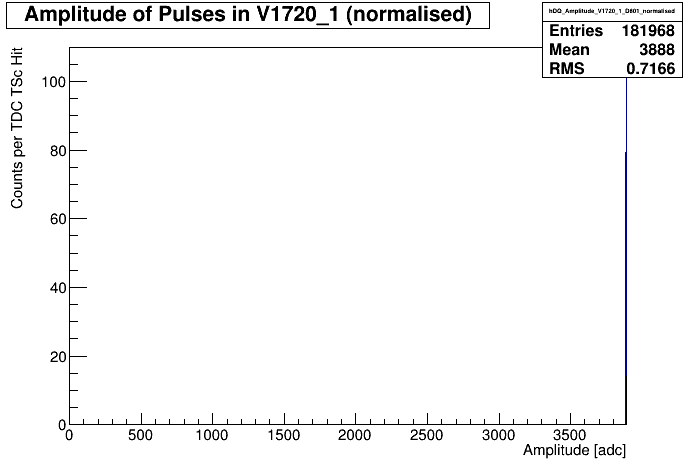 Amplitude of Pulses in V1720_1 (normalised)
hDQ_Amplitude_V1720_1_D801_normalised
Entries 181968
Mean 3888
RMS 0.7166
Counts per TDC TSc Hit
100
80
60
40
20
0
0 500 1000 1500 2000 2500 3000 3500
Amplitude [adc]